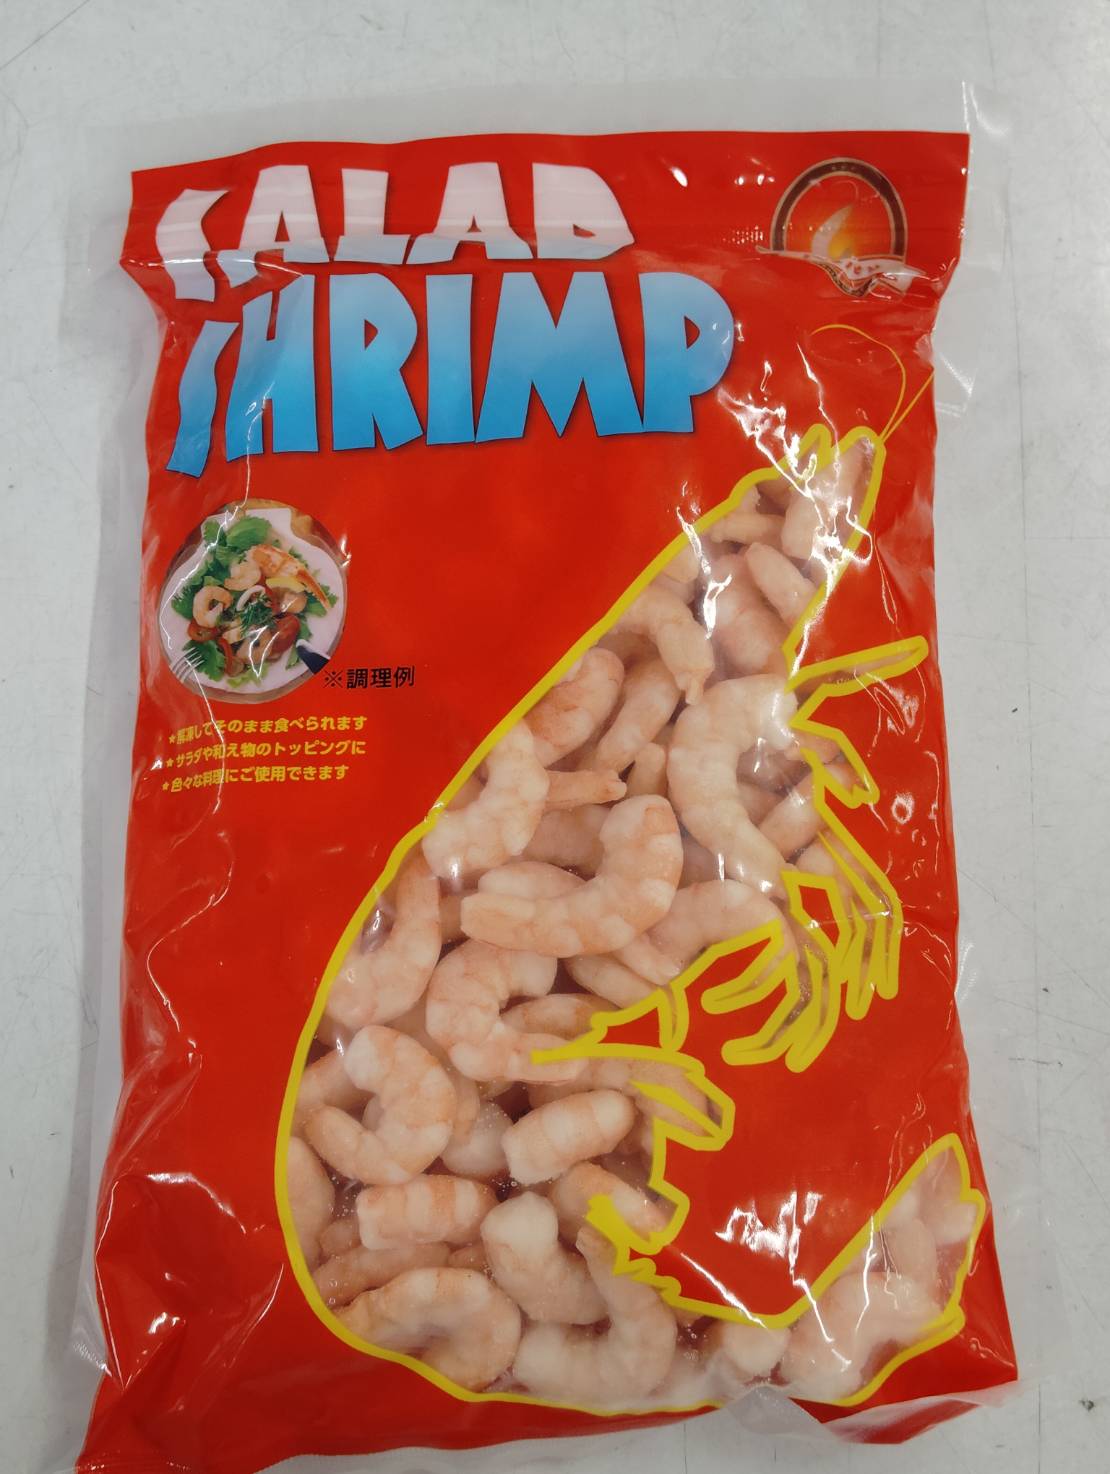 SALAD
SHRIMP
※調理例
★解凍してそのまま食べられます
★サラダや和え物のトッピングに
★色々な料理にご使用できます